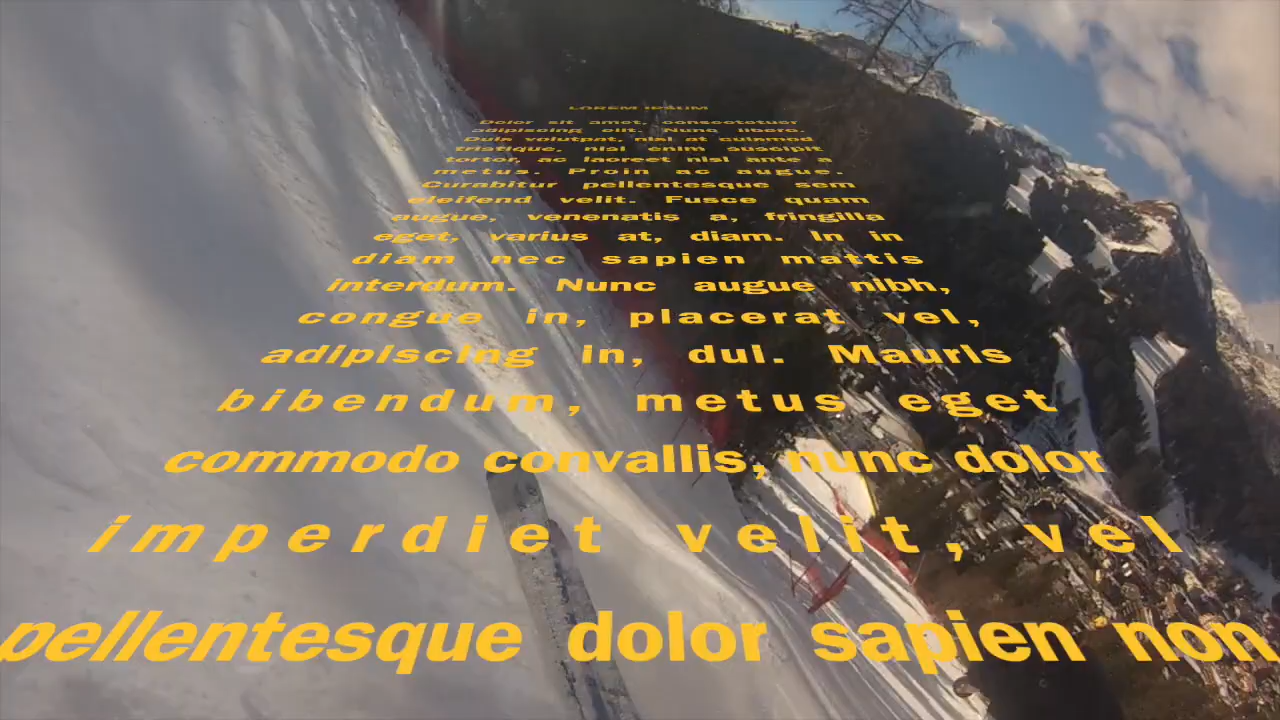 LOREM IPSUM
Dolor sit amet, consectetuer
adipiscing elit. Nunc libero.
Duis volutpat, nisl at euismod
tristique, nisl enim suscipit
tortor, ac laoreet nisl ante a
metus. Proin ac augue.
Curabitur pellentesque sem
eleifend velit. Fusce quam
augue, venenatis a, fringilla
eget, varius at, diam. In in
diam nec sapien mattis
interdum. Nunc augue nibh,
congue in, placerat vel,
adipiscing in, dui. Mauris
bibendum, metus eget
commodo convallis, nunc dolor
imperdiet velit, vel
pellentesque dolor sapien non